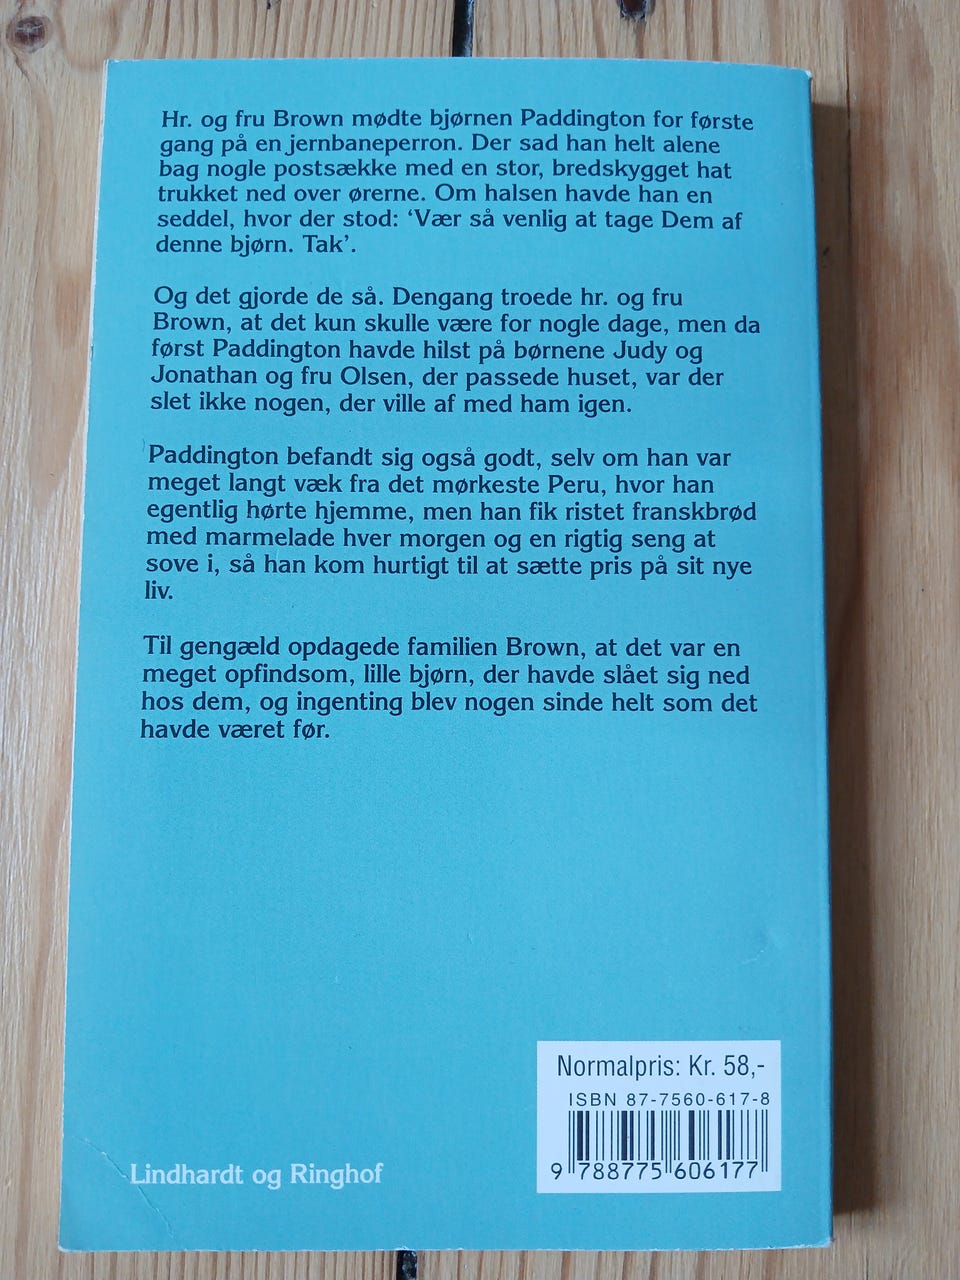 Hr. og fru Brown mødte bjørnen Paddington for første
gang på en jernbaneperron. Der sad han helt alene
bag nogle postsække med en stor, bredskygget hat
trukket ned over ørerne. Om halsen havde han en
seddel, hvor der stod: ‘Vær så venlig at tage Dem af
denne bjørn. Tak’.
Og det gjorde de så. Dengang troede hr. og fru
Brown, at det kun skulle være for nogle dage, men da
først Paddington havde hilst på børnene Judy og
Jonathan og fru Olsen, der passede huset, var der
slet ikke nogen, der ville af med ham igen.
Paddington befandt sig også godt, selv om han var
meget langt væk fra det mørkeste Peru, hvor han
egentlig hørte hjemme, men han fik ristet franskbrød
med marmelade hver morgen og en rigtig seng at
sove i, så han kom hurtigt til at sætte pris på sit nye
liv.
Til gengæld opdagede familien Brown, at det var en
meget opfindsom, lille bjørn, der havde slået sig ned
hos dem, og ingenting blev nogen sinde helt som det
havde været før.
Normalpris: Kr. 58,-
ISBN 87-7560-617-8
9 788775 606177
Lindhardt og Ringhof